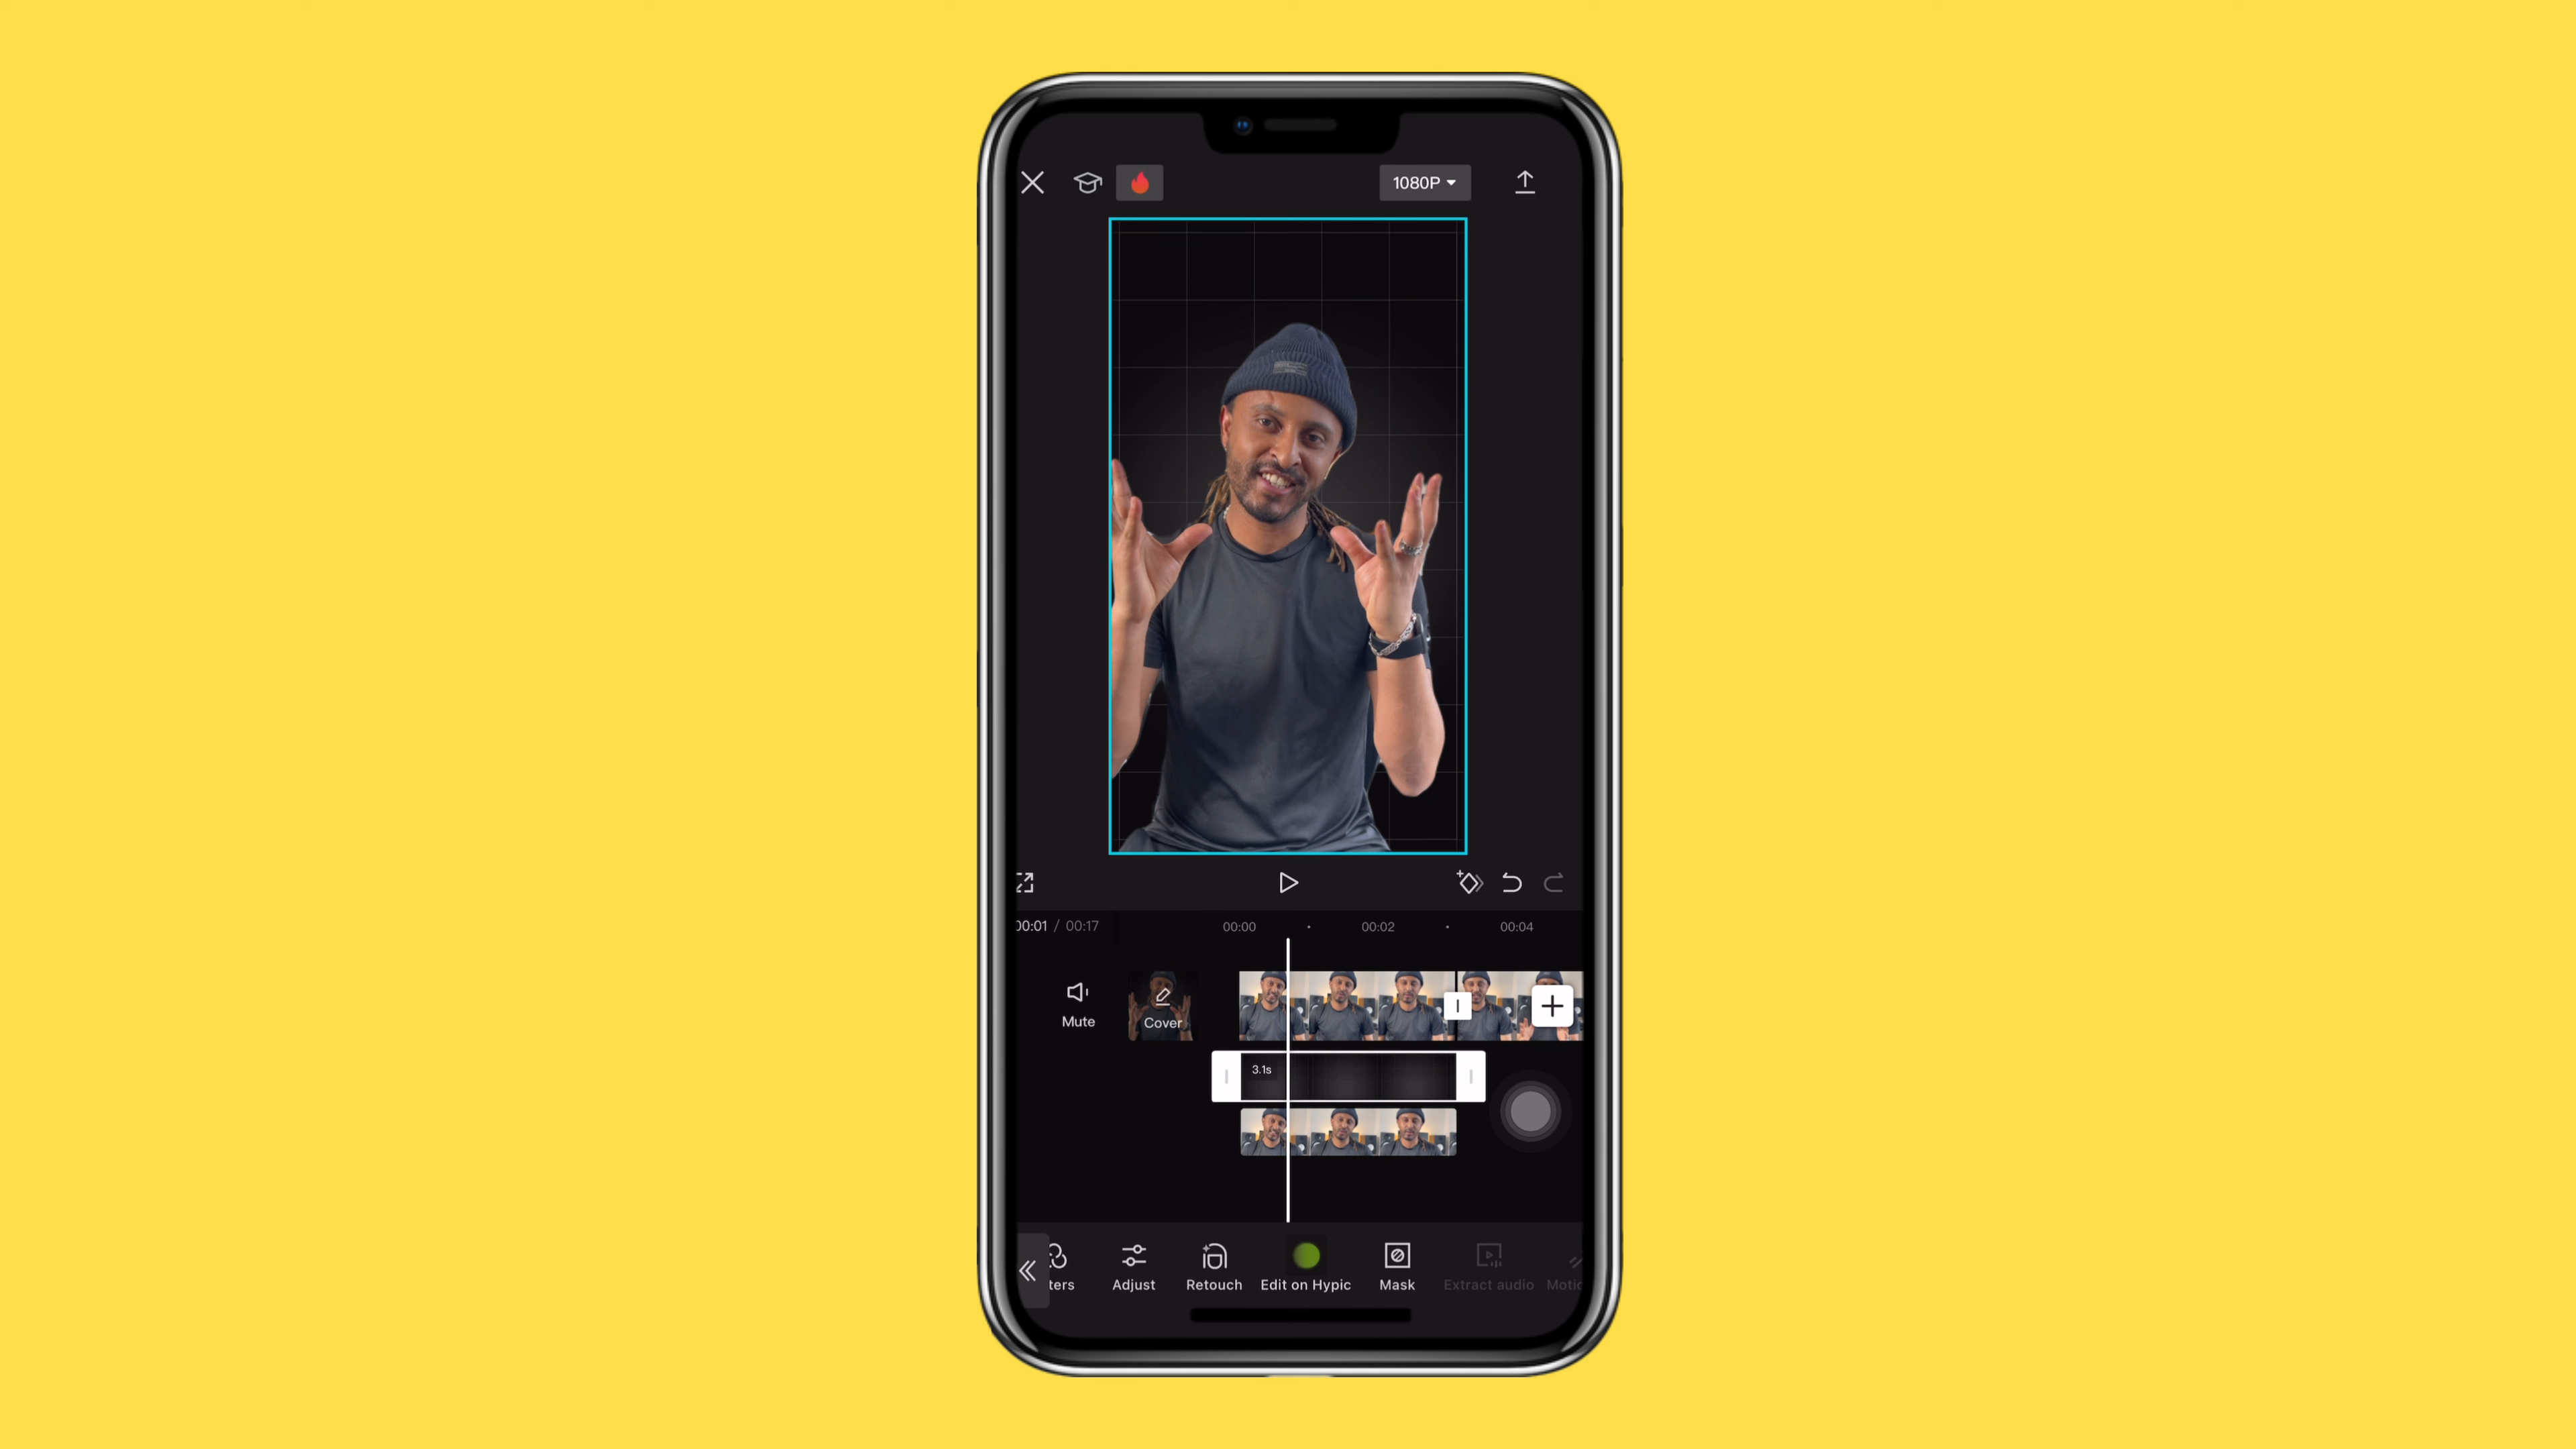 1080P
00:01 / 00:17
00:00
00:02
00:04
Mute
Cover
3.1s
ters
Adjust
Retouch
Edit on Hypic
Mask
Extract audio
Motic